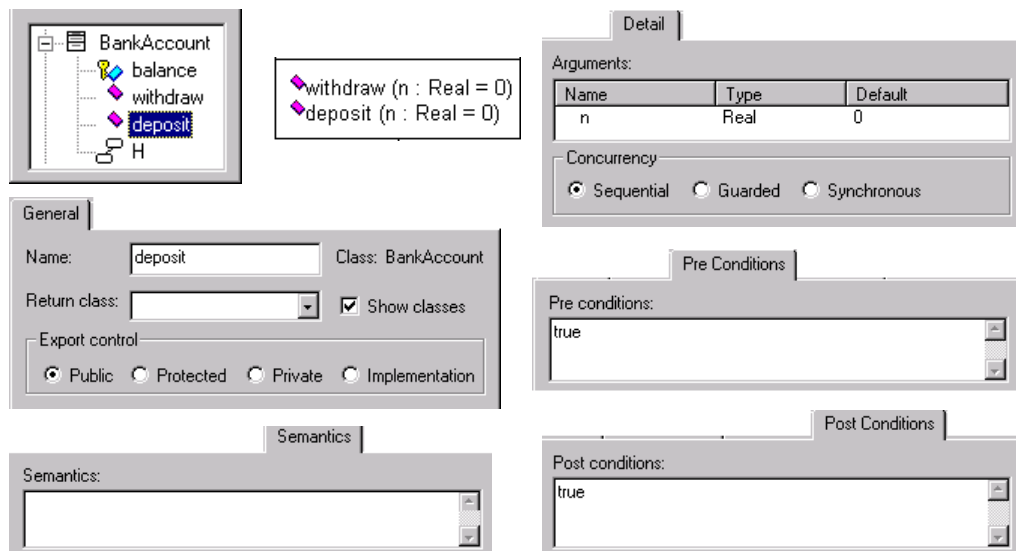 BankAccount
balance
withdraw
deposit
H
withdraw (n : Real = 0)
deposit (n : Real = 0)
Detail
Arguments:
Name Type Default
n Real 0
Concurrency
Sequential Guarded Synchronous
General
Name: deposit Class: BankAccount
Return class: Show classes
Export control
Public Protected Private Implementation
Pre Conditions
Pre conditions:
true
Semantics
Semantics:
Post Conditions
Post conditions:
true